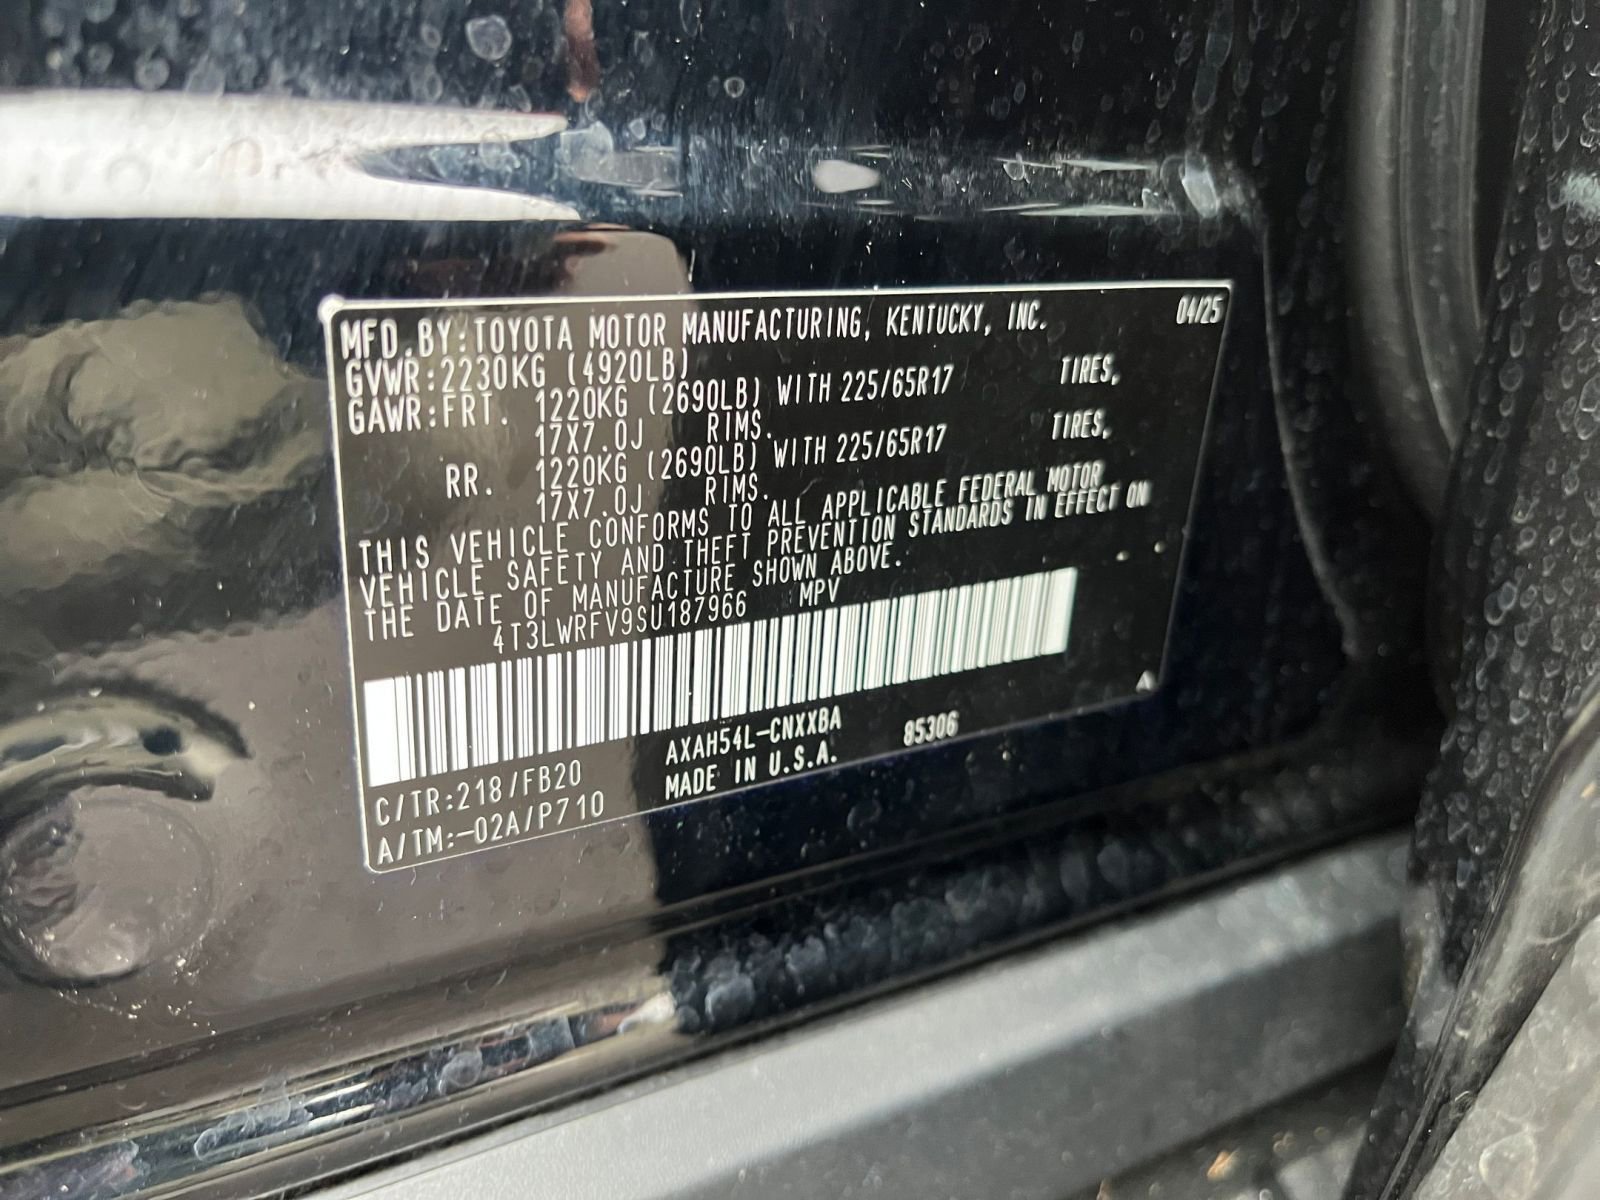 MFD.BY:TOYOTA MOTOR MANUFACTURING, KENTUCKY, INC. 04/25
GVWR:2230KG (4920LB)
GAWR:FRT. 1220KG (2690LB) WITH 225/65R17 TIRES,
17X7.0J RIMS.
RR. 1220KG (2690LB) WITH 225/65R17 TIRES,
17X7.0J RIMS.
THIS VEHICLE CONFORMS TO ALL APPLICABLE FEDERAL MOTOR
VEHICLE SAFETY AND THEFT PREVENTION STANDARDS IN EFFECT ON
THE DATE OF MANUFACTURE SHOWN ABOVE.
4T3LWRFV9SU187966 MPV
A
C/TR:218/FB20 AXAH54L-CNXXBA 85306
A/TM:-02A/P710 MADE IN U.S.A.